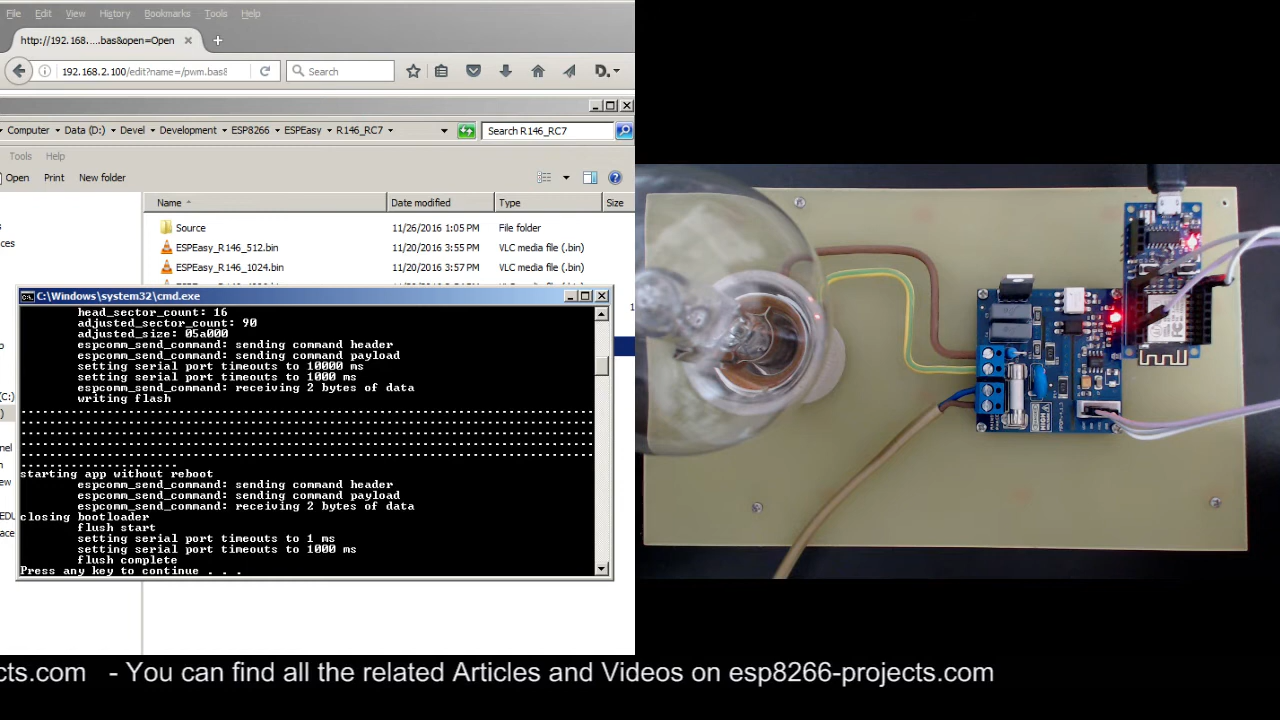 File Edit View History Bookmarks Tools Help
http://192.168....bas&open=Open
192.168.2.100/edit?name=/pwm.bas&
Search
D.
Computer Data (D:) Devel Development ESP8266 ESPEasy R146_RC7
Search R146_RC7
Tools Help
Open Print New folder
Name Date modified Type Size
Source 11/26/2016 1:05 PM File folder
ESPEasy_R146_512.bin 11/20/2016 3:55 PM VLC media file (.bin)
ESPEasy_R146_1024.bin 11/20/2016 3:57 PM VLC media file (.bin)
C:\Windows\system32\cmd.exe
head_sector_count: 16
adjusted_sector_count: 90
adjusted_size: 05a000
espcomm_send_command: sending command header
espcomm_send_command: sending command payload
setting serial port timeouts to 10000 ms
setting serial port timeouts to 1000 ms
espcomm_send_command: receiving 2 bytes of data
writing flash
starting app without reboot
espcomm_send_command: sending command header
espcomm_send_command: sending command payload
espcomm_send_command: receiving 2 bytes of data
closing bootloader
flush start
setting serial port timeouts to 1 ms
setting serial port timeouts to 1000 ms
flush complete
Press any key to continue . . .
cts.com - You can find all the related Articles and Videos on esp8266-projects.com